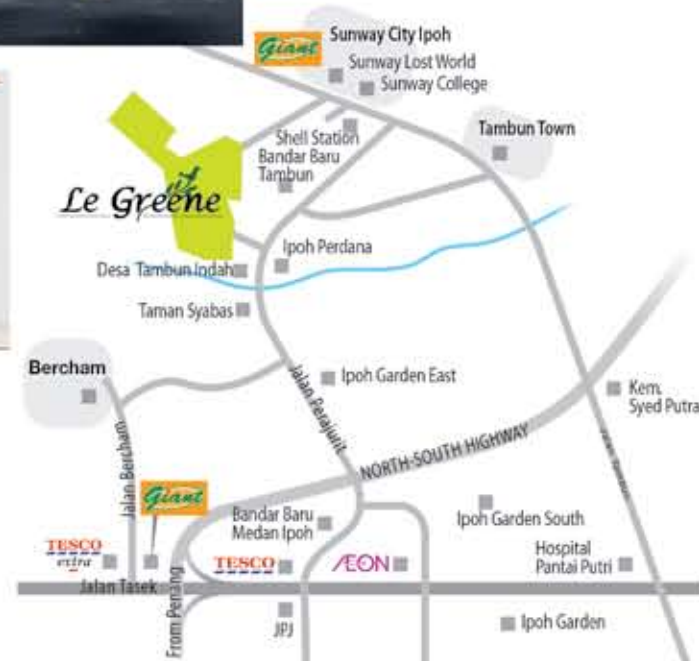 Giant
Sunway City Ipoh
Sunway Lost World
Sunway College
Shell Station
Tambun Town
Bandar Baru
Tambun
Le Greene
Ipoh Perdana
Desa Tambun Indah
Taman Syabas
Bercham
Jalan Perajurit
Ipoh Garden East
Kem.
Syed Putra
Jalan Bercham
NORTH-SOUTH HIGHWAY
Giant
Bandar Baru
Medan Ipoh
Ipoh Garden South
TESCO
extra
TESCO
ÆON
Hospital
Pantai Putri
Jalan Tasek
From Penang
JPJ
Ipoh Garden